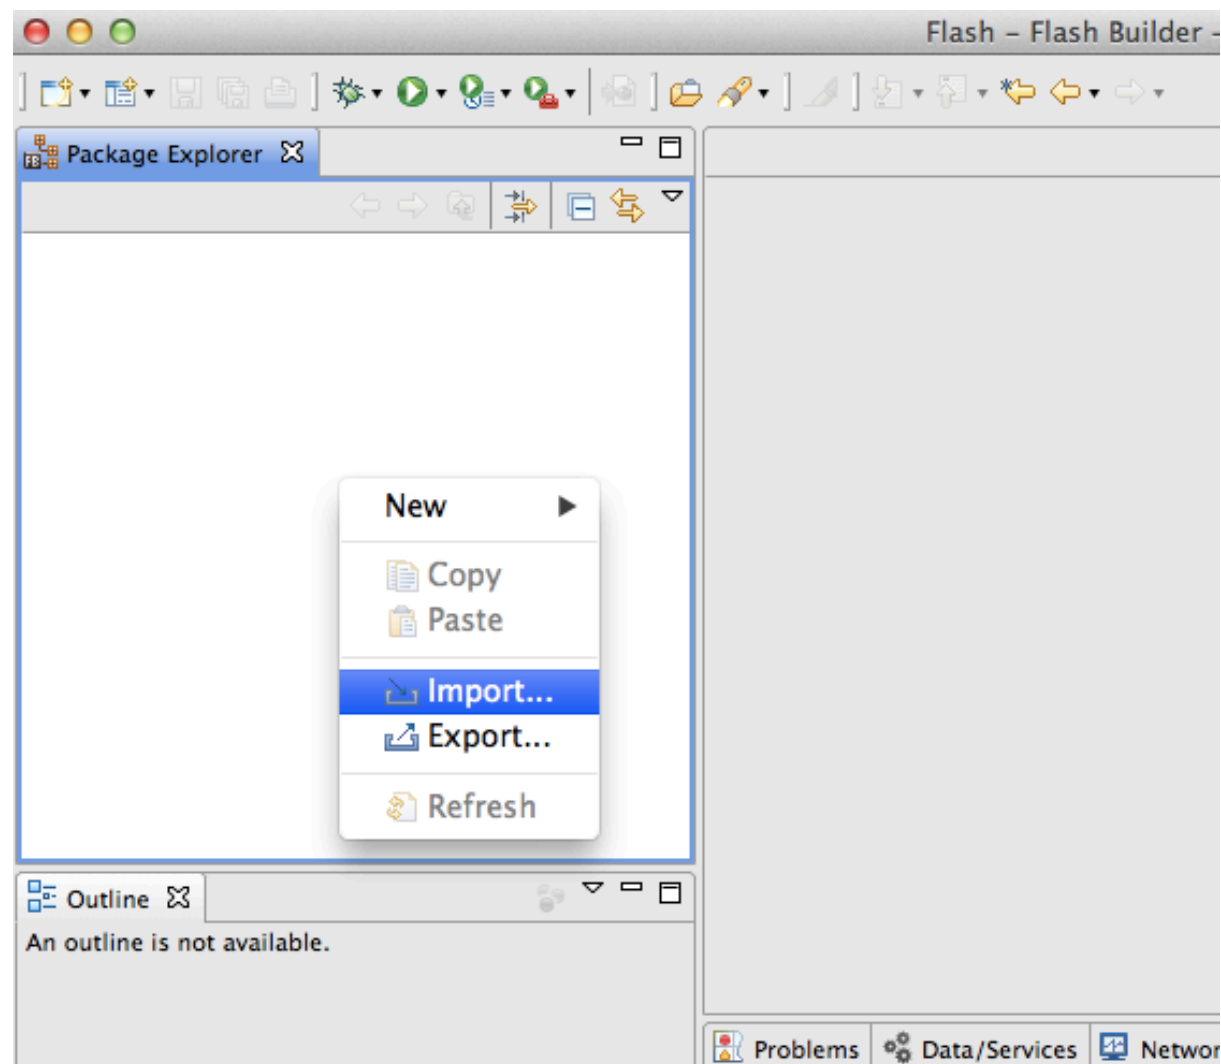 Flash – Flash Builder –
Package Explorer
New
Copy
Paste
Import...
Export...
Refresh
Outline
An outline is not available.
Problems
Data/Services
Networ